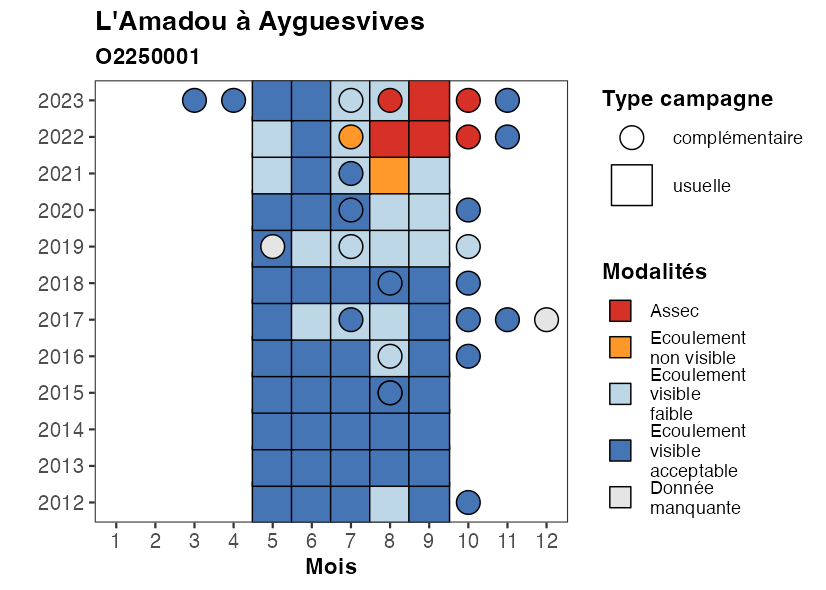 L'Amadou à Ayguesvives
O2250001
2023
2022
2021
2020
2019
2018
2017
2016
2015
2014
2013
2012
1 2 3 4 5 6 7 8 9 10 11 12
Mois
Type campagne
complémentaire
usuelle
Modalités
Assec
Ecoulement
non visible
Ecoulement
visible
faible
Ecoulement
visible
acceptable
Donnée
manquante